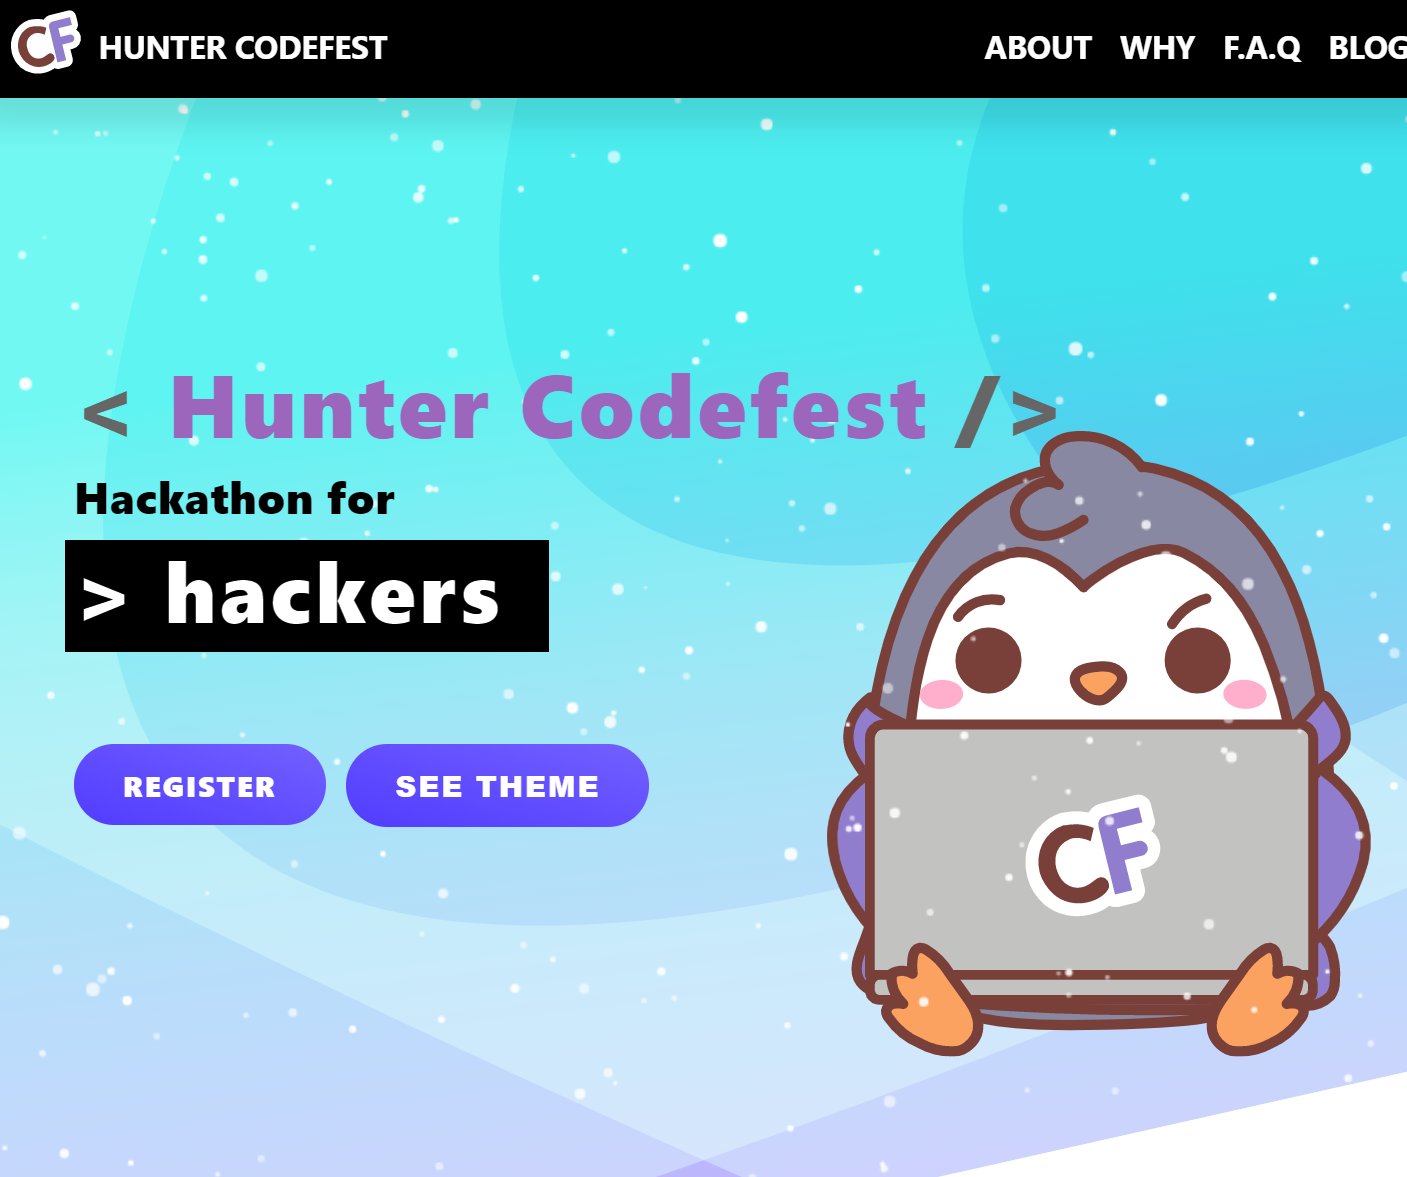 CF HUNTER CODEFEST ABOUT WHY F.A.Q BLOG
< Hunter Codefest />
Hackathon for
> hackers
REGISTER SEE THEME
CF